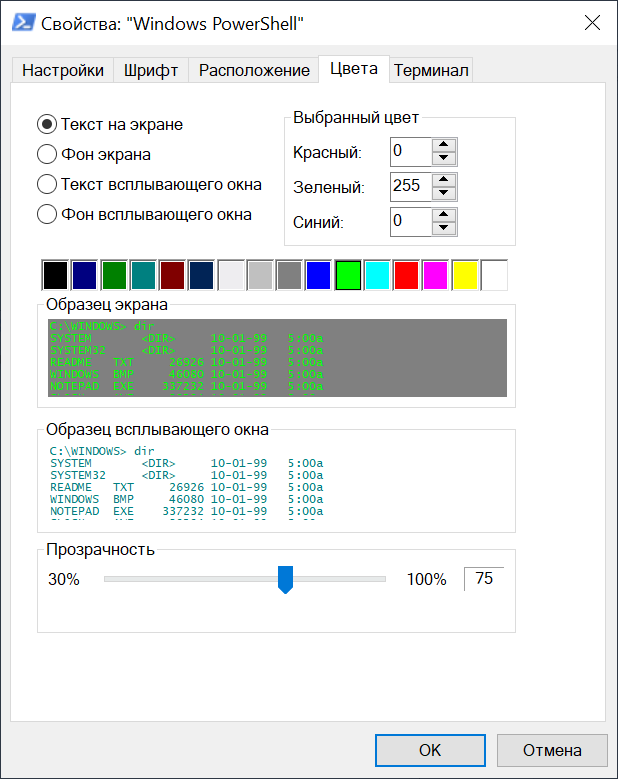 Свойства: "Windows PowerShell"
Настройки Шрифт Расположение Цвета Терминал
Текст на экране
Фон экрана
Текст всплывающего окна
Фон всплывающего окна
Выбранный цвет
Красный: 0
Зеленый: 255
Синий: 0
Образец экрана
C:\WINDOWS> dir
SYSTEM <DIR> 10-01-99 5:00a
SYSTEM32 <DIR> 10-01-99 5:00a
README TXT 26926 10-01-99 5:00a
WINDOWS BMP 46080 10-01-99 5:00a
NOTEPAD EXE 337232 10-01-99 5:00a
Образец всплывающего окна
C:\WINDOWS> dir
SYSTEM <DIR> 10-01-99 5:00a
SYSTEM32 <DIR> 10-01-99 5:00a
README TXT 26926 10-01-99 5:00a
WINDOWS BMP 46080 10-01-99 5:00a
NOTEPAD EXE 337232 10-01-99 5:00a
Прозрачность
30% 100% 75
OK Отмена